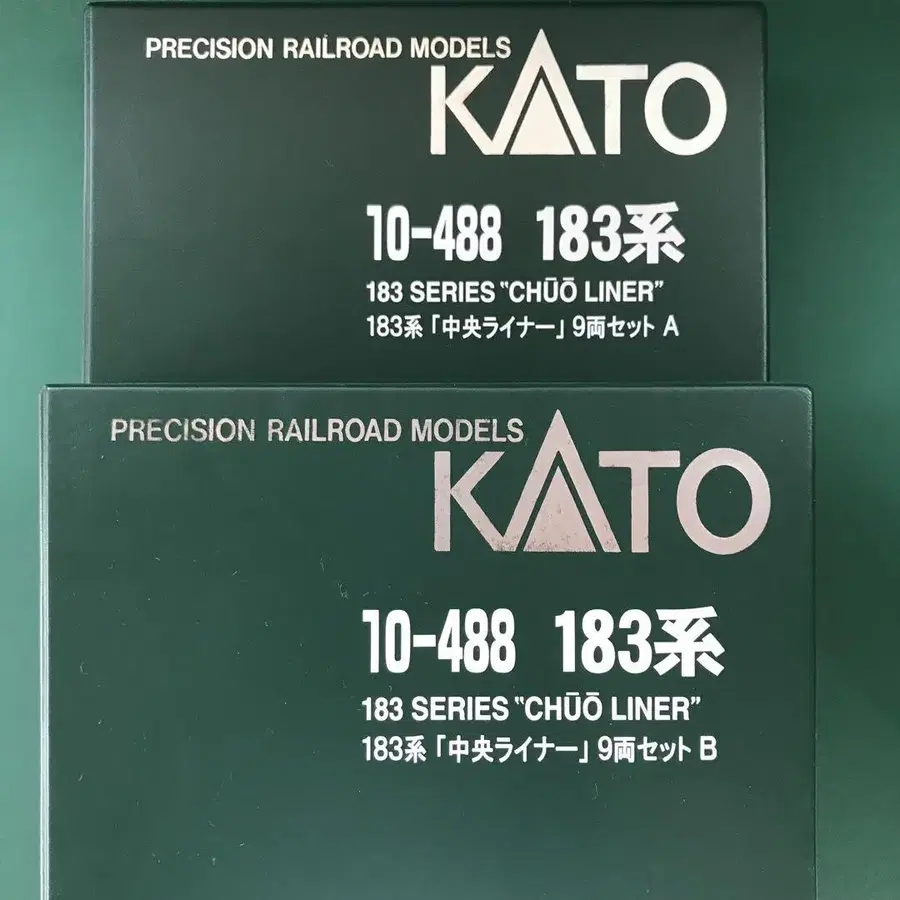 PRECISION RAILROAD MODELS
KATO
10-488 183系
183 SERIES "CHŪŌ LINER"
183系「中央ライナー」9両セット A
PRECISION RAILROAD MODELS
KATO
10-488 183系
183 SERIES "CHŪŌ LINER"
183系「中央ライナー」9両セット B